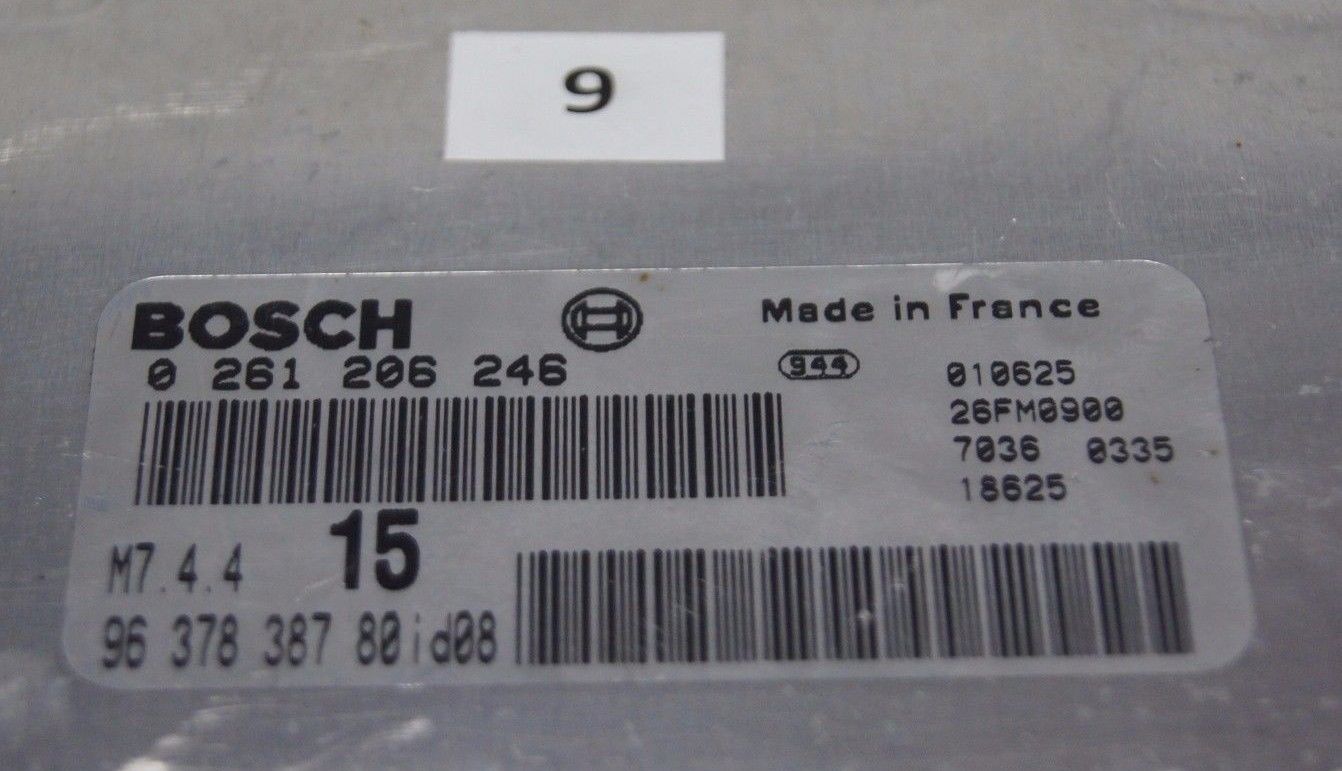 9
BOSCH
Made in France
0 261 206 246
944
010625
26FM0900
7036 0335
18625
M7.4.4
15
96 378 387 80id08